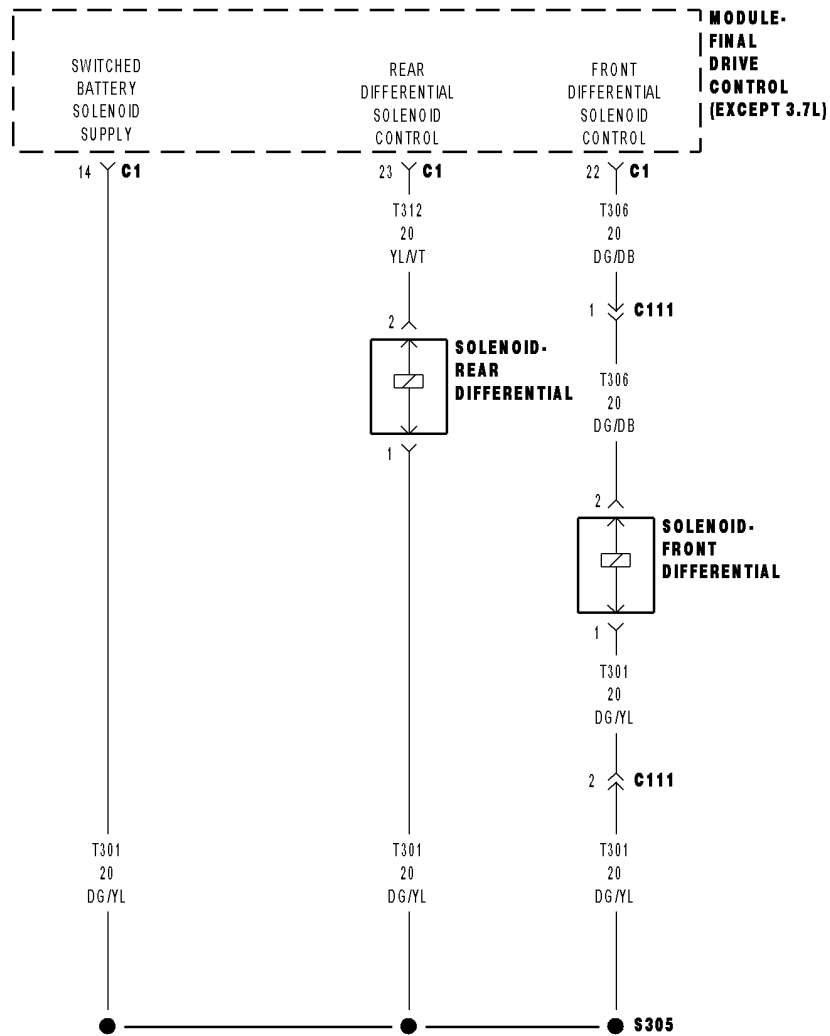 MODULE-
FINAL
DRIVE
CONTROL
(EXCEPT 3.7L)
SWITCHED
BATTERY
SOLENOID
SUPPLY
REAR
DIFFERENTIAL
SOLENOID
CONTROL
FRONT
DIFFERENTIAL
SOLENOID
CONTROL
14 C1
23 C1
22 C1
T312
20
YL/VT
T306
20
DG/DB
1 C111
2
SOLENOID-
REAR
DIFFERENTIAL
1
T306
20
DG/DB
2
SOLENOID-
FRONT
DIFFERENTIAL
1
T301
20
DG/YL
2 C111
T301
20
DG/YL
T301
20
DG/YL
T301
20
DG/YL
S305